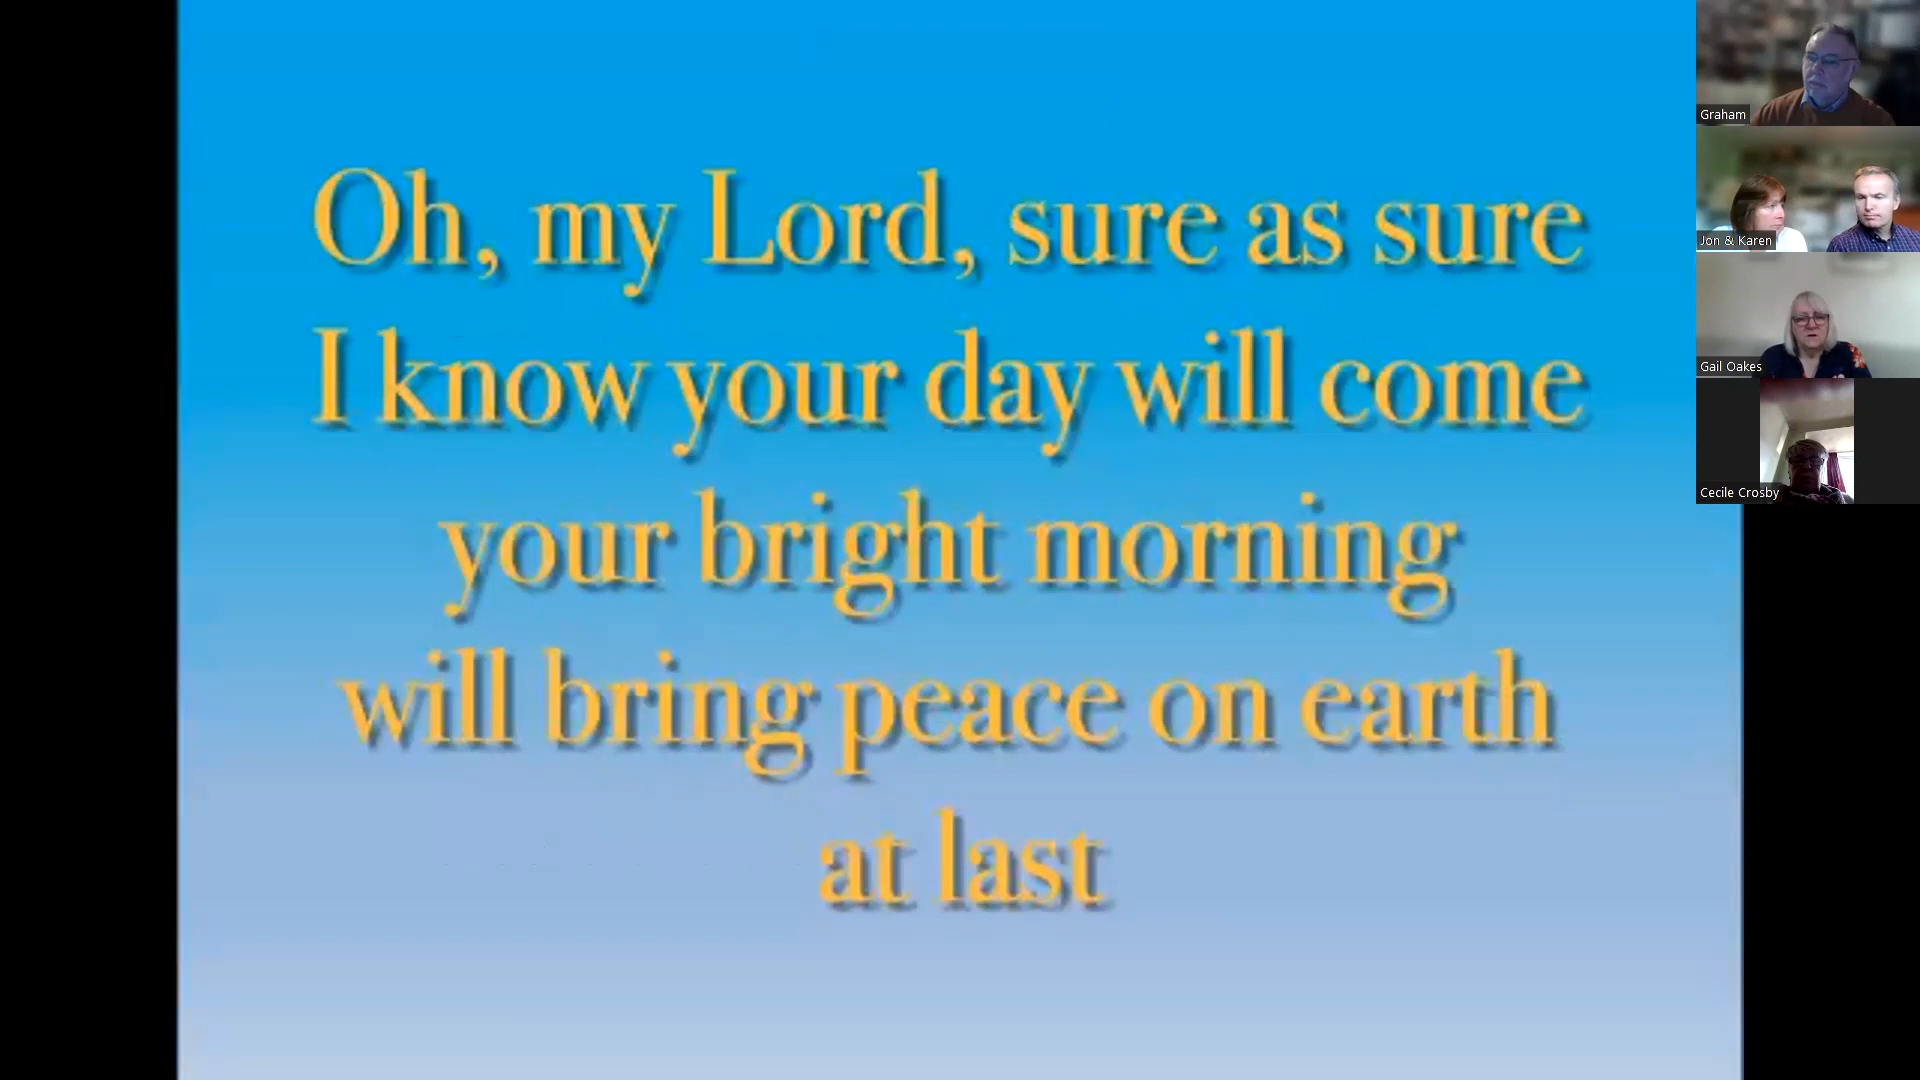 Oh, my Lord, sure as sure
I know your day will come
your bright morning
will bring peace on earth
at last
Graham
Jon & Karen
Gail Oakes
Cecile Crosby